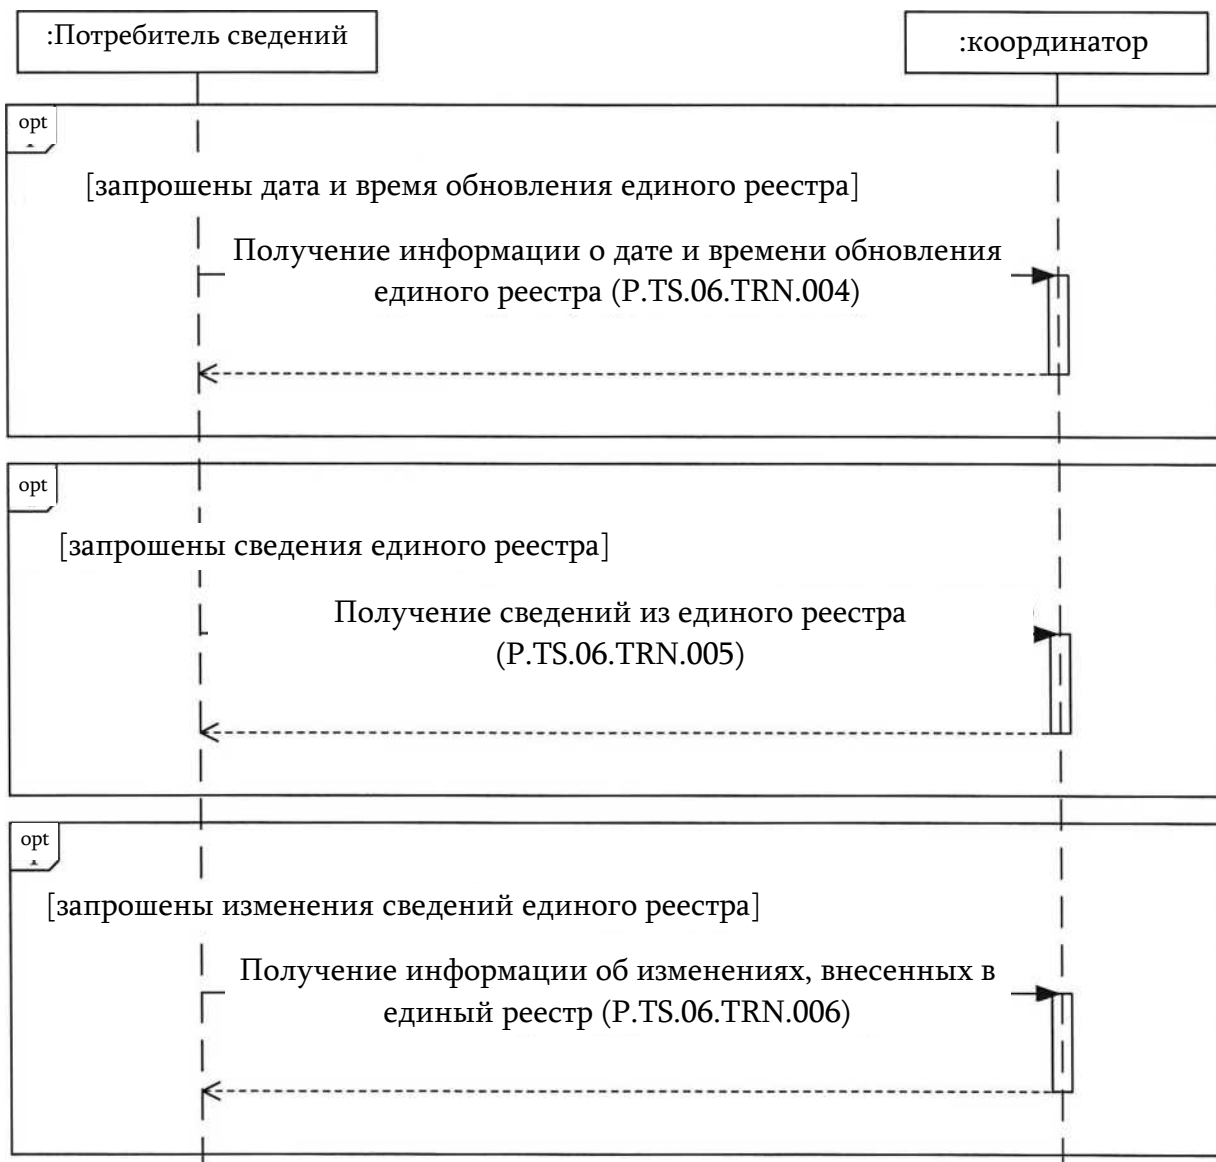 :Потребитель сведений
:координатор
opt
[запрошены дата и время обновления единого реестра]
Получение информации о дате и времени обновления
единого реестра (P.TS.06.TRN.004)
opt
[запрошены сведения единого реестра]
Получение сведений из единого реестра
(P.TS.06.TRN.005)
opt
[запрошены изменения сведений единого реестра]
Получение информации об изменениях, внесенных в
единый реестр (P.TS.06.TRN.006)